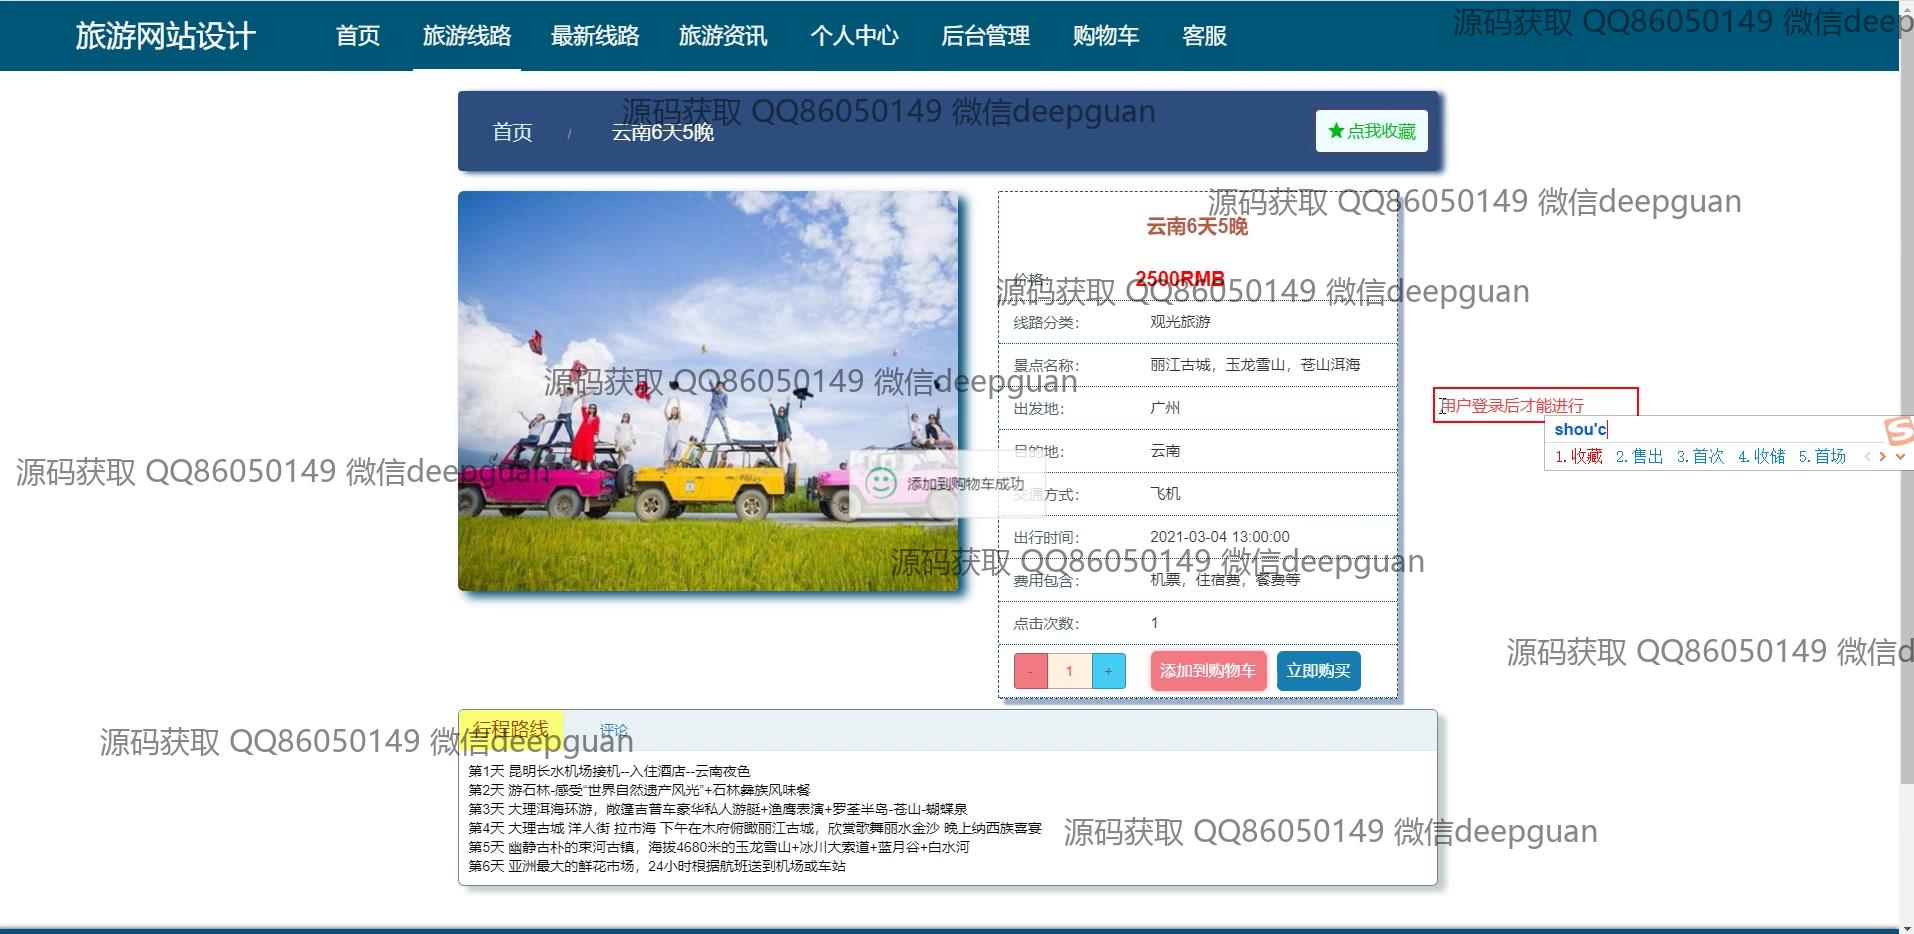 旅游网站设计 首页 旅游线路 最新线路 旅游资讯 个人中心 后台管理 购物车 客服
源码获取 QQ86050149 微信deep
源码获取 QQ86050149 微信deepguan
首页 / 云南6天5晚 ★点我收藏
源码获取 QQ86050149 微信deepguan
云南6天5晚
价格: 2500RMB
源码获取 QQ86050149 微信deepguan
线路分类: 观光旅游
景点名称: 丽江古城，玉龙雪山，苍山洱海
源码获取 QQ86050149 微信deepguan
出发地: 广州
用户登录后才能进行
shou'c
1.收藏 2.售出 3.首次 4.收储 5.首场
目的地: 云南
源码获取 QQ86050149 微信deepguan
添加到购物车成功
交通方式: 飞机
出行时间: 2021-03-04 13:00:00
源码获取 QQ86050149 微信deepguan
费用包含: 机票，住宿费，餐费等
点击次数: 1
源码获取 QQ86050149 微信d
- 1 + 添加到购物车 立即购买
行程路线 评论
源码获取 QQ86050149 微信deepguan
第1天 昆明长水机场接机--入住酒店--云南夜色
第2天 游石林-感受“世界自然遗产风光”+石林彝族风味餐
第3天 大理洱海环游，敞篷吉普车豪华私人游艇+渔鹰表演+罗荃半岛-苍山-蝴蝶泉
第4天 大理古城 洋人街 拉市海 下午在木府俯瞰丽江古城，欣赏歌舞丽水金沙 晚上纳西族喜宴
源码获取 QQ86050149 微信deepguan
第5天 幽静古朴的束河古镇，海拔4680米的玉龙雪山+冰川大索道+蓝月谷+白水河
第6天 亚洲最大的鲜花市场，24小时根据航班送到机场或车站